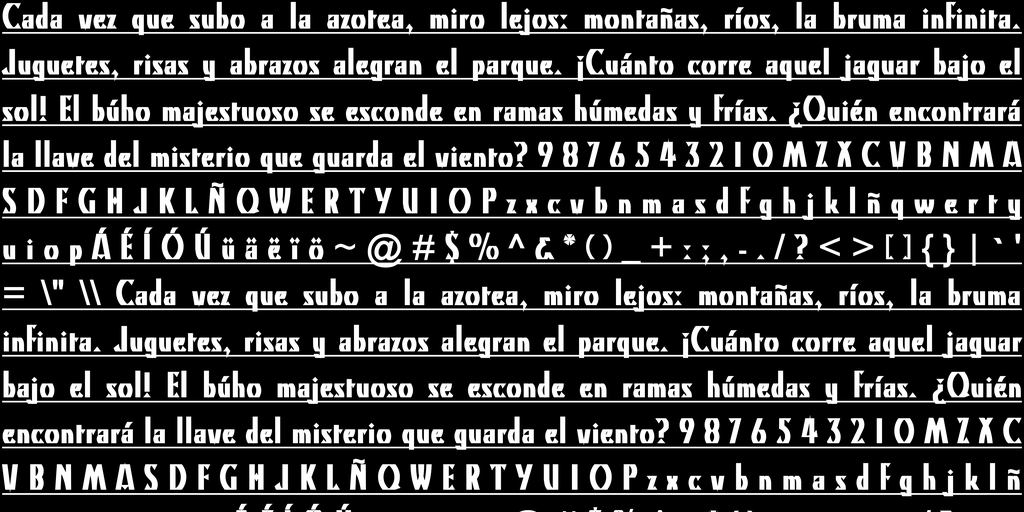 Cada vez que subo a la azotea, miro lejos: montañas, ríos, la bruma infinita.
Juguetes, risas y abrazos alegran el parque. ¡Cuánto corre aquel jaguar bajo el
sol! El búho majestuoso se esconde en ramas húmedas y frías. ¿Quién encontrará
la llave del misterio que guarda el viento? 9 8 7 6 5 4 3 2 1 0 M Z X C V B N M A
S D F G H J K L Ñ Q W E R T Y U I O P z x c v b n m a s d f g h j k l ñ q w e r t y
u i o p Á É Í Ó Ú ü ä ë ï ö ~ @ # $ % ^ & * ( ) _ + : ; , - . / ? < > [ ] { } | ` '
= \" \\ Cada vez que subo a la azotea, miro lejos: montañas, ríos, la bruma
infinita. Juguetes, risas y abrazos alegran el parque. ¡Cuánto corre aquel jaguar
bajo el sol! El búho majestuoso se esconde en ramas húmedas y frías. ¿Quién
encontrará la llave del misterio que guarda el viento? 9 8 7 6 5 4 3 2 1 0 M Z X C
V B N M A S D F G H J K L Ñ Q W E R T Y U I O P z x c v b n m a s d f g h j k l ñ